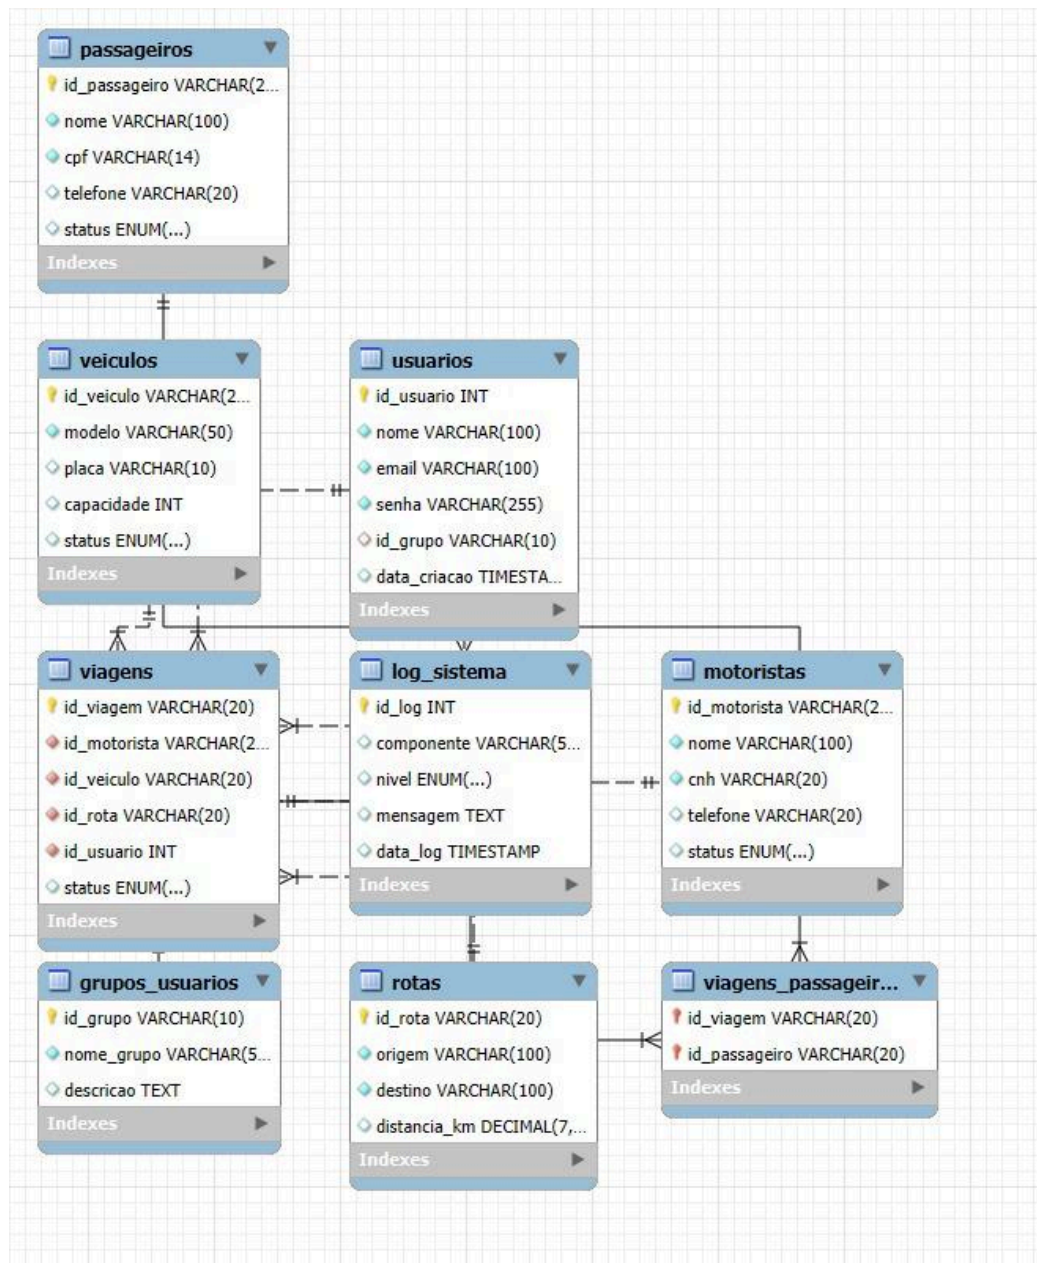 passageiros
id_passageiro VARCHAR(2...
nome VARCHAR(100)
cpf VARCHAR(14)
telefone VARCHAR(20)
status ENUM(...)
Indexes
veiculos
id_veiculo VARCHAR(2...
modelo VARCHAR(50)
placa VARCHAR(10)
capacidade INT
status ENUM(...)
Indexes
usuarios
id_usuario INT
nome VARCHAR(100)
email VARCHAR(100)
senha VARCHAR(255)
id_grupo VARCHAR(10)
data_criacao TIMESTA...
Indexes
viagens
id_viagem VARCHAR(20)
id_motorista VARCHAR(2...
id_veiculo VARCHAR(20)
id_rota VARCHAR(20)
id_usuario INT
status ENUM(...)
Indexes
log_sistema
id_log INT
componente VARCHAR(5...
nivel ENUM(...)
mensagem TEXT
data_log TIMESTAMP
Indexes
motoristas
id_motorista VARCHAR(2...
nome VARCHAR(100)
cnh VARCHAR(20)
telefone VARCHAR(20)
status ENUM(...)
Indexes
grupos_usuarios
id_grupo VARCHAR(10)
nome_grupo VARCHAR(5...
descricao TEXT
Indexes
rotas
id_rota VARCHAR(20)
origem VARCHAR(100)
destino VARCHAR(100)
distancia_km DECIMAL(7,...
Indexes
viagens_passageir...
id_viagem VARCHAR(20)
id_passageiro VARCHAR(20)
Indexes